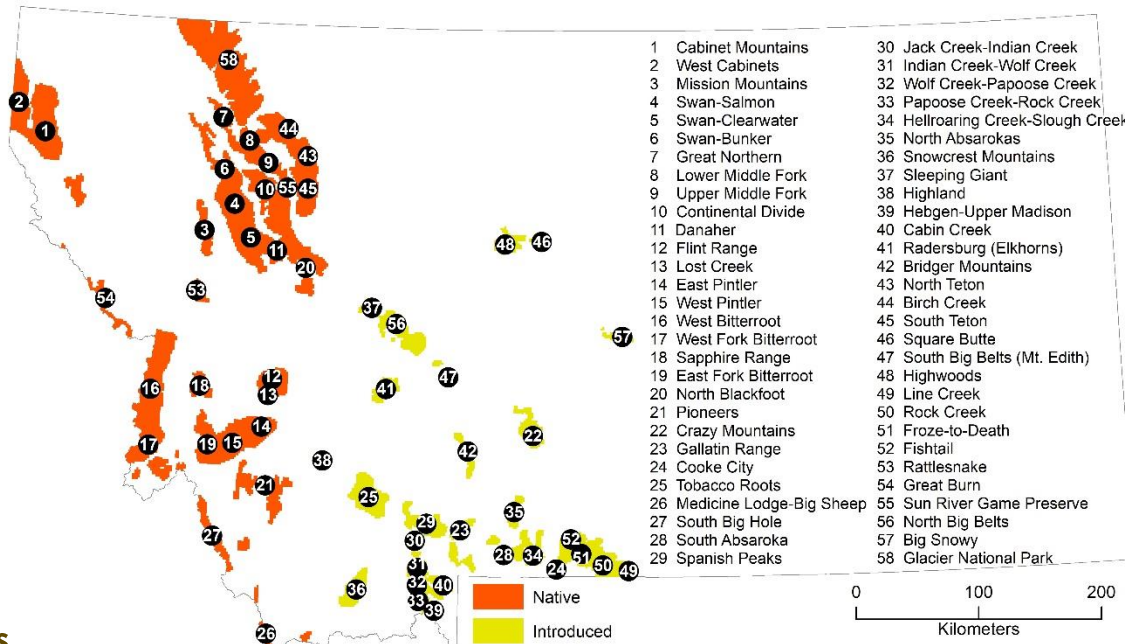 58
2
1
7
44
8
43
9
6
10
55
45
4
3
5
11
20
48
46
53
54
37
56
57
47
12
13
18
16
41
14
22
19
15
17
42
38
21
25
35
29
23
27
30
52
28
34
51
24
50
49
31
32
40
36
33
39
26
1 Cabinet Mountains
2 West Cabinets
3 Mission Mountains
4 Swan-Salmon
5 Swan-Clearwater
6 Swan-Bunker
7 Great Northern
8 Lower Middle Fork
9 Upper Middle Fork
10 Continental Divide
11 Danaher
12 Flint Range
13 Lost Creek
14 East Pintler
15 West Pintler
16 West Bitterroot
17 West Fork Bitterroot
18 Sapphire Range
19 East Fork Bitterroot
20 North Blackfoot
21 Pioneers
22 Crazy Mountains
23 Gallatin Range
24 Cooke City
25 Tobacco Roots
26 Medicine Lodge-Big Sheep
27 South Big Hole
28 South Absaroka
29 Spanish Peaks
30 Jack Creek-Indian Creek
31 Indian Creek-Wolf Creek
32 Wolf Creek-Papoose Creek
33 Papoose Creek-Rock Creek
34 Hellroaring Creek-Slough Creek
35 North Absarokas
36 Snowcrest Mountains
37 Sleeping Giant
38 Highland
39 Hebgen-Upper Madison
40 Cabin Creek
41 Radersburg (Elkhorns)
42 Bridger Mountains
43 North Teton
44 Birch Creek
45 South Teton
46 Square Butte
47 South Big Belts (Mt. Edith)
48 Highwoods
49 Line Creek
50 Rock Creek
51 Froze-to-Death
52 Fishtail
53 Rattlesnake
54 Great Burn
55 Sun River Game Preserve
56 North Big Belts
57 Big Snowy
58 Glacier National Park
Native
Introduced
0 100 200
Kilometers
s